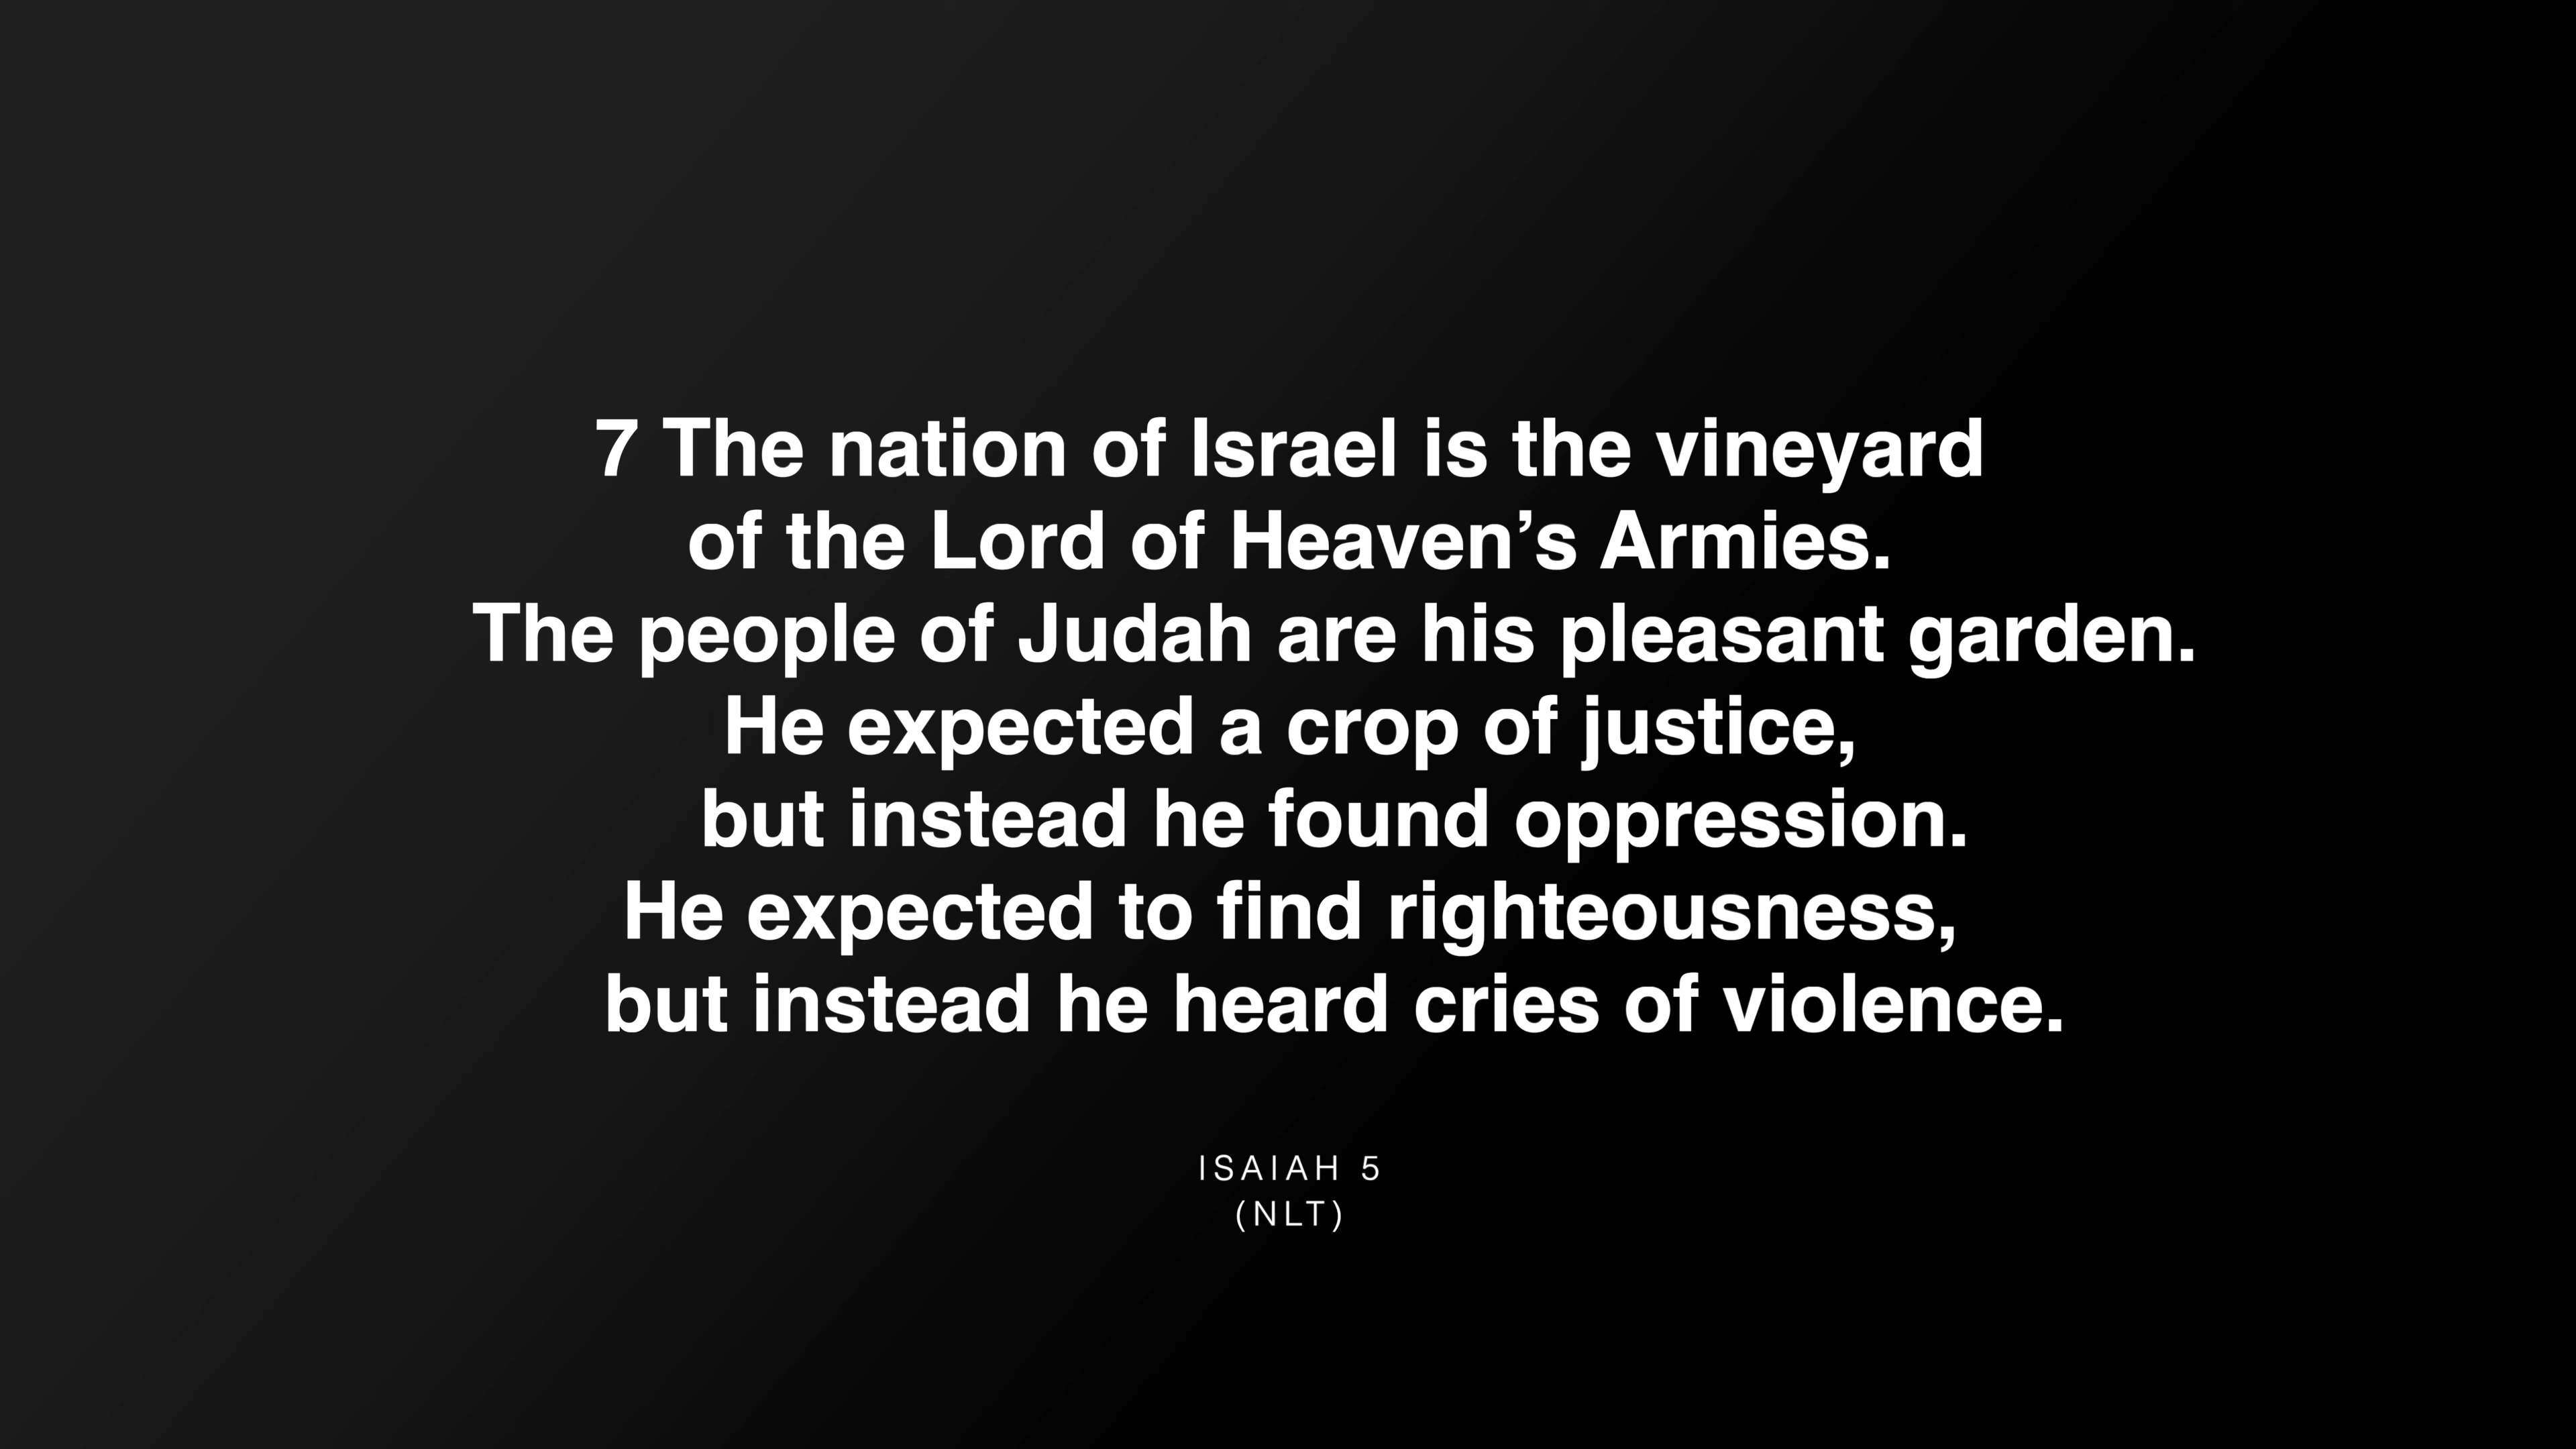 7 The nation of Israel is the vineyard
of the Lord of Heaven’s Armies.
The people of Judah are his pleasant garden.
He expected a crop of justice,
but instead he found oppression.
He expected to find righteousness,
but instead he heard cries of violence.
ISAIAH 5
(NLT)